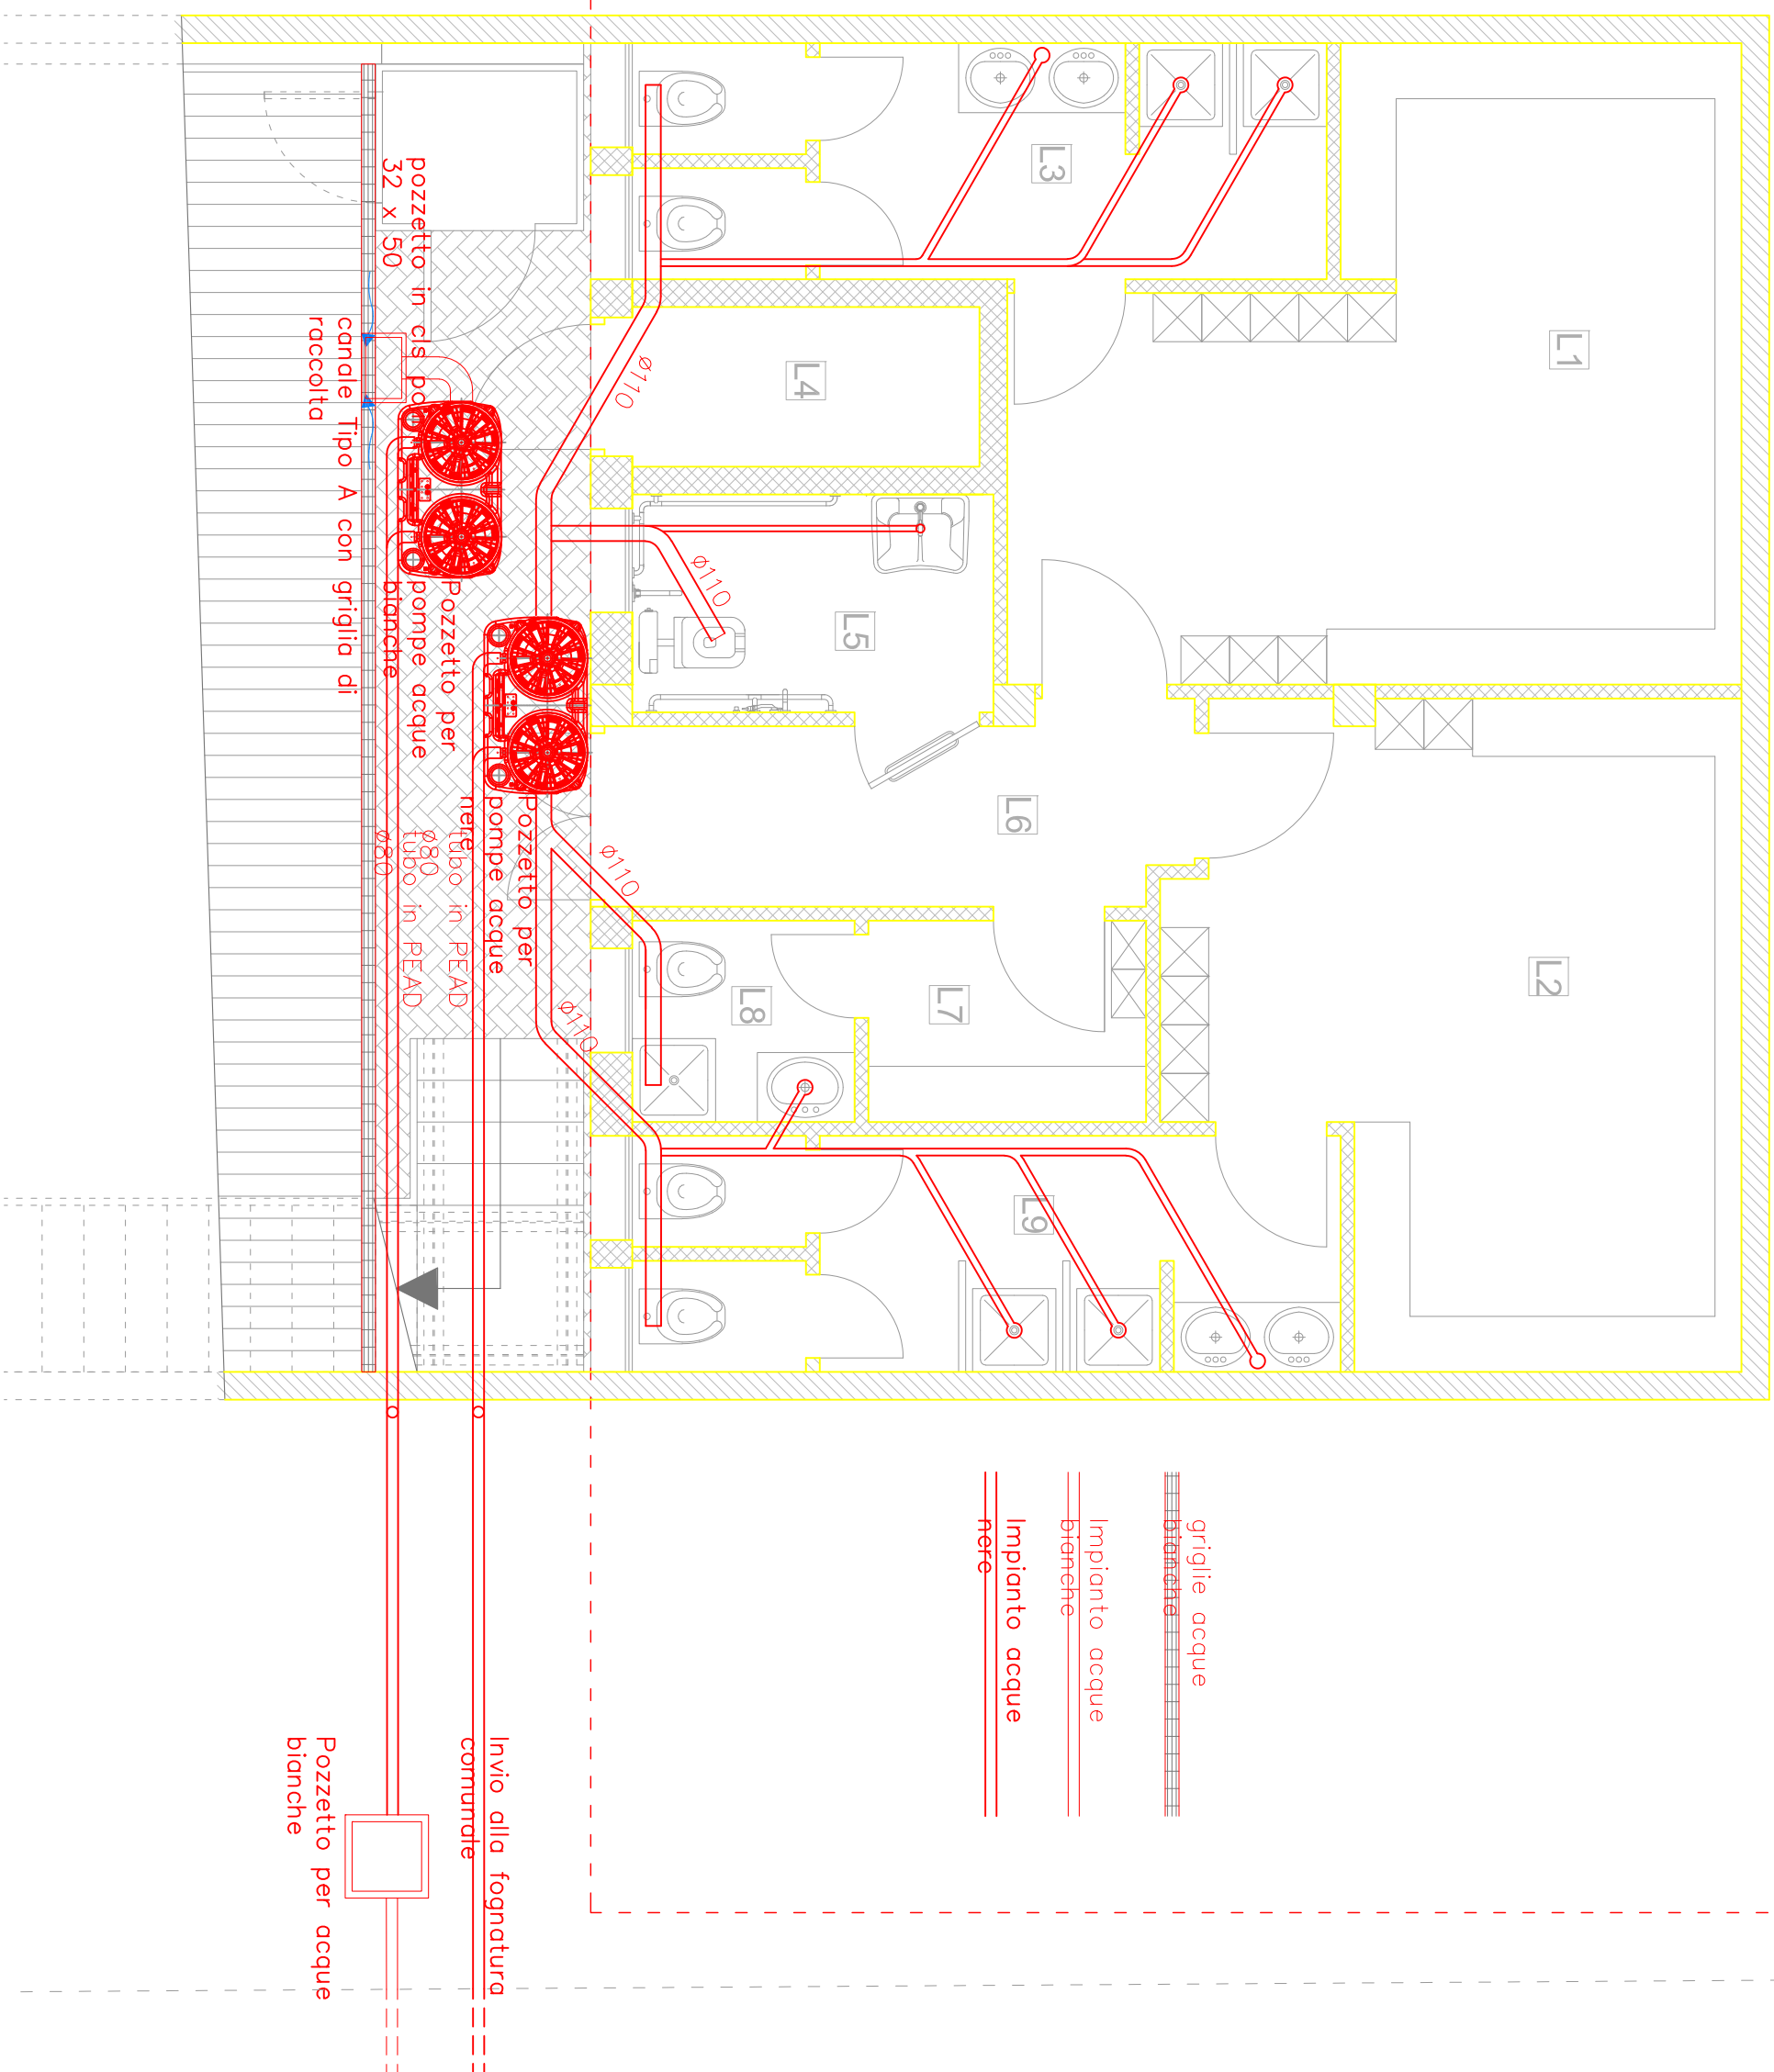 L1
L2
L3
L4
L5
L6
L7
L8
L9
Ø110
Ø110
Ø110
Ø110
pozzetto in cls
32 x 50
canale Tipo A con griglia di
raccolta
Pozzetto per
pompe acque
bianche
Pozzetto per
pompe acque
nere
tubo in PEAD
Ø80
tubo in PEAD
Ø80
griglie acque
bianche
Impianto acque
bianche
Impianto acque
nere
Invio alla fognatura
comunale
Pozzetto per acque
bianche